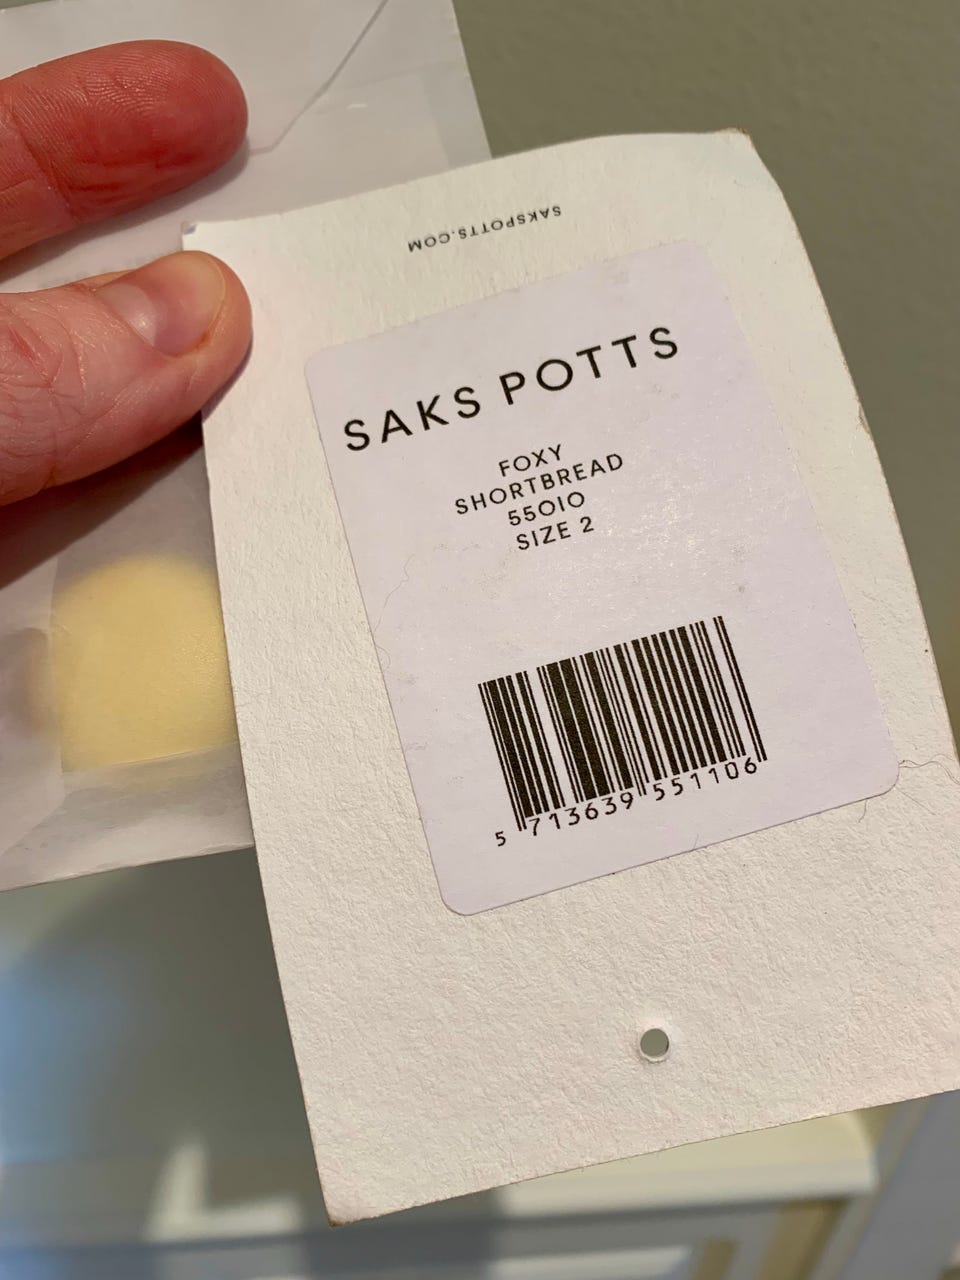 SAKSPOTTS.COM
SAKS POTTS
FOXY
SHORTBREAD
55010
SIZE 2
5 713639 551106